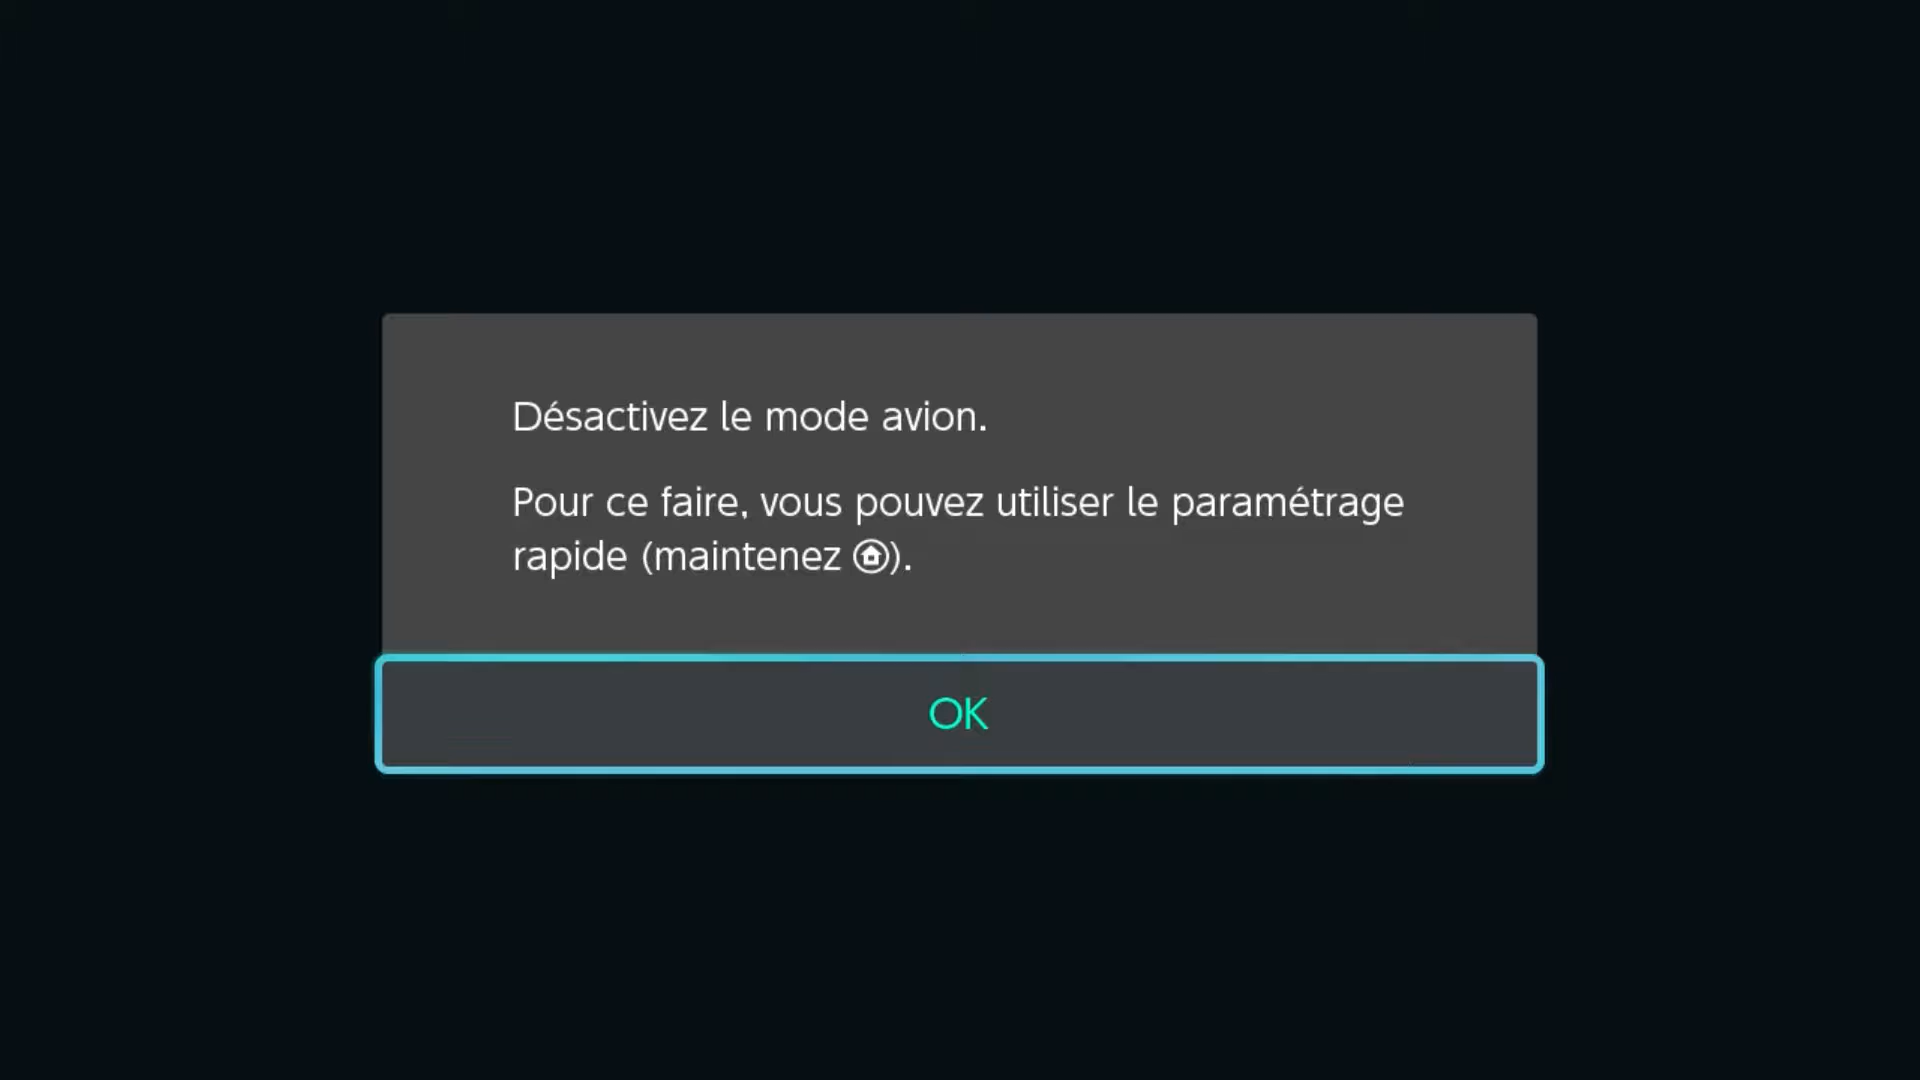 Désactivez le mode avion.
Pour ce faire, vous pouvez utiliser le paramétrage
rapide (maintenez ).
OK